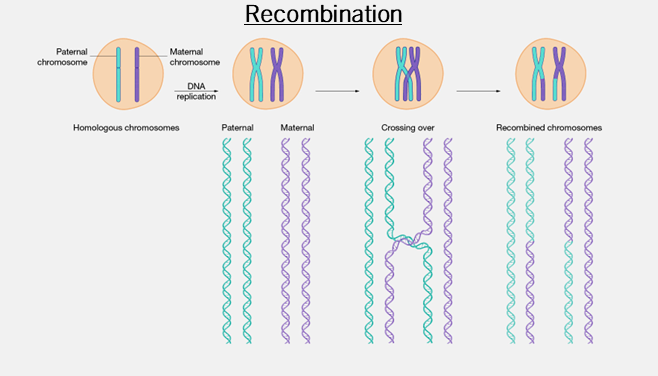 Recombination
Paternal
chromosome
Maternal
chromosome
DNA
replication
Homologous chromosomes
Paternal
Maternal
Crossing over
Recombined chromosomes